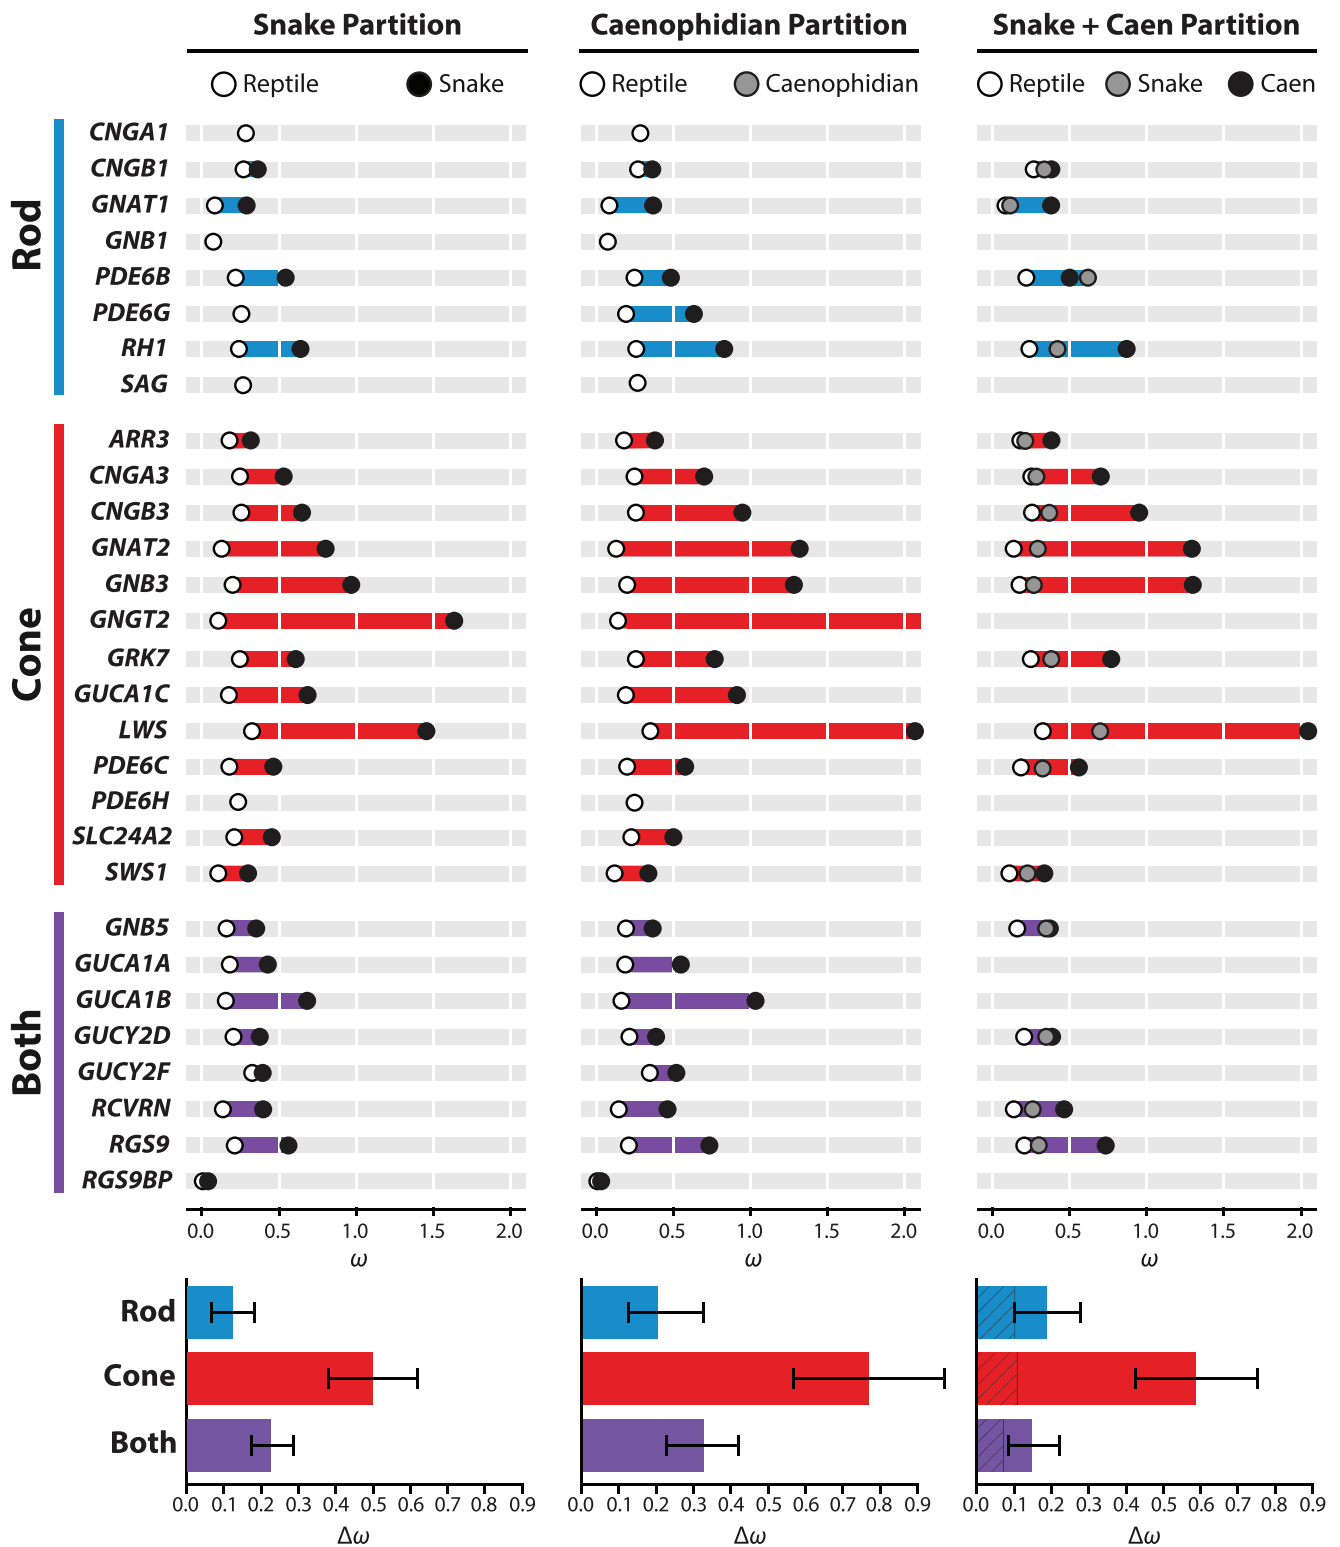 Snake Partition Caenophidian Partition Snake + Caen Partition
Reptile Snake Reptile Caenophidian Reptile Snake Caen
Rod
CNGA1
CNGB1
GNAT1
GNB1
PDE6B
PDE6G
RH1
SAG
Cone
ARR3
CNGA3
CNGB3
GNAT2
GNB3
GNGT2
GRK7
GUCA1C
LWS
PDE6C
PDE6H
SLC24A2
SWS1
Both
GNB5
GUCA1A
GUCA1B
GUCY2D
GUCY2F
RCVRN
RGS9
RGS9BP
0.0 0.5 1.0 1.5 2.0 0.0 0.5 1.0 1.5 2.0 0.0 0.5 1.0 1.5 2.0
ω ω ω
Rod
Cone
Both
0.0 0.1 0.2 0.3 0.4 0.5 0.6 0.7 0.8 0.9 0.0 0.1 0.2 0.3 0.4 0.5 0.6 0.7 0.8 0.9 0.0 0.1 0.2 0.3 0.4 0.5 0.6 0.7 0.8 0.9
Δω Δω Δω